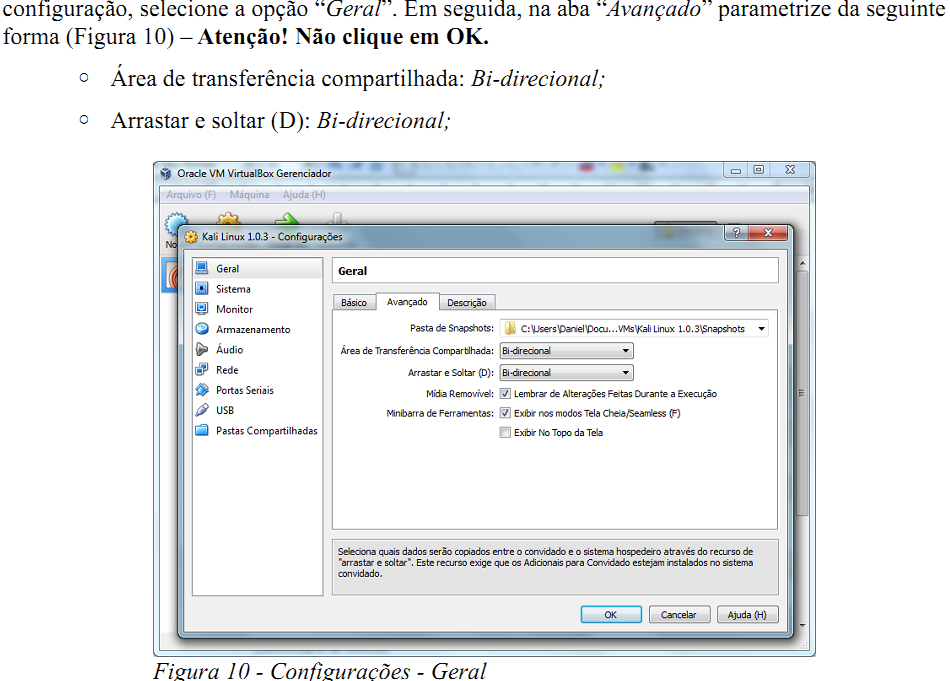 configuração, selecione a opção “Geral”. Em seguida, na aba “Avançado” parametrize da seguinte
forma (Figura 10) – Atenção! Não clique em OK.
○ Área de transferência compartilhada: Bi-direcional;
○ Arrastar e soltar (D): Bi-direcional;
Oracle VM VirtualBox Gerenciador
Arquivo (F) Máquina Ajuda (H)
No
Kali Linux 1.0.3 - Configurações
Geral
Sistema
Monitor
Armazenamento
Áudio
Rede
Portas Seriais
USB
Pastas Compartilhadas
Geral
Básico Avançado Descrição
Pasta de Snapshots: C:\Users\Daniel\Docu...VMs\Kali Linux 1.0.3\Snapshots
Área de Transferência Compartilhada: Bi-direcional
Arrastar e Soltar (D): Bi-direcional
Mídia Removível: Lembrar de Alterações Feitas Durante a Execução
Minibarra de Ferramentas: Exibir nos modos Tela Cheia/Seamless (F)
Exibir No Topo da Tela
Seleciona quais dados serão copiados entre o convidado e o sistema hospedeiro através do recurso de
"arrastar e soltar". Este recurso exige que os Adicionais para Convidado estejam instalados no sistema
convidado.
OK Cancelar Ajuda (H)
Figura 10 - Configurações - Geral